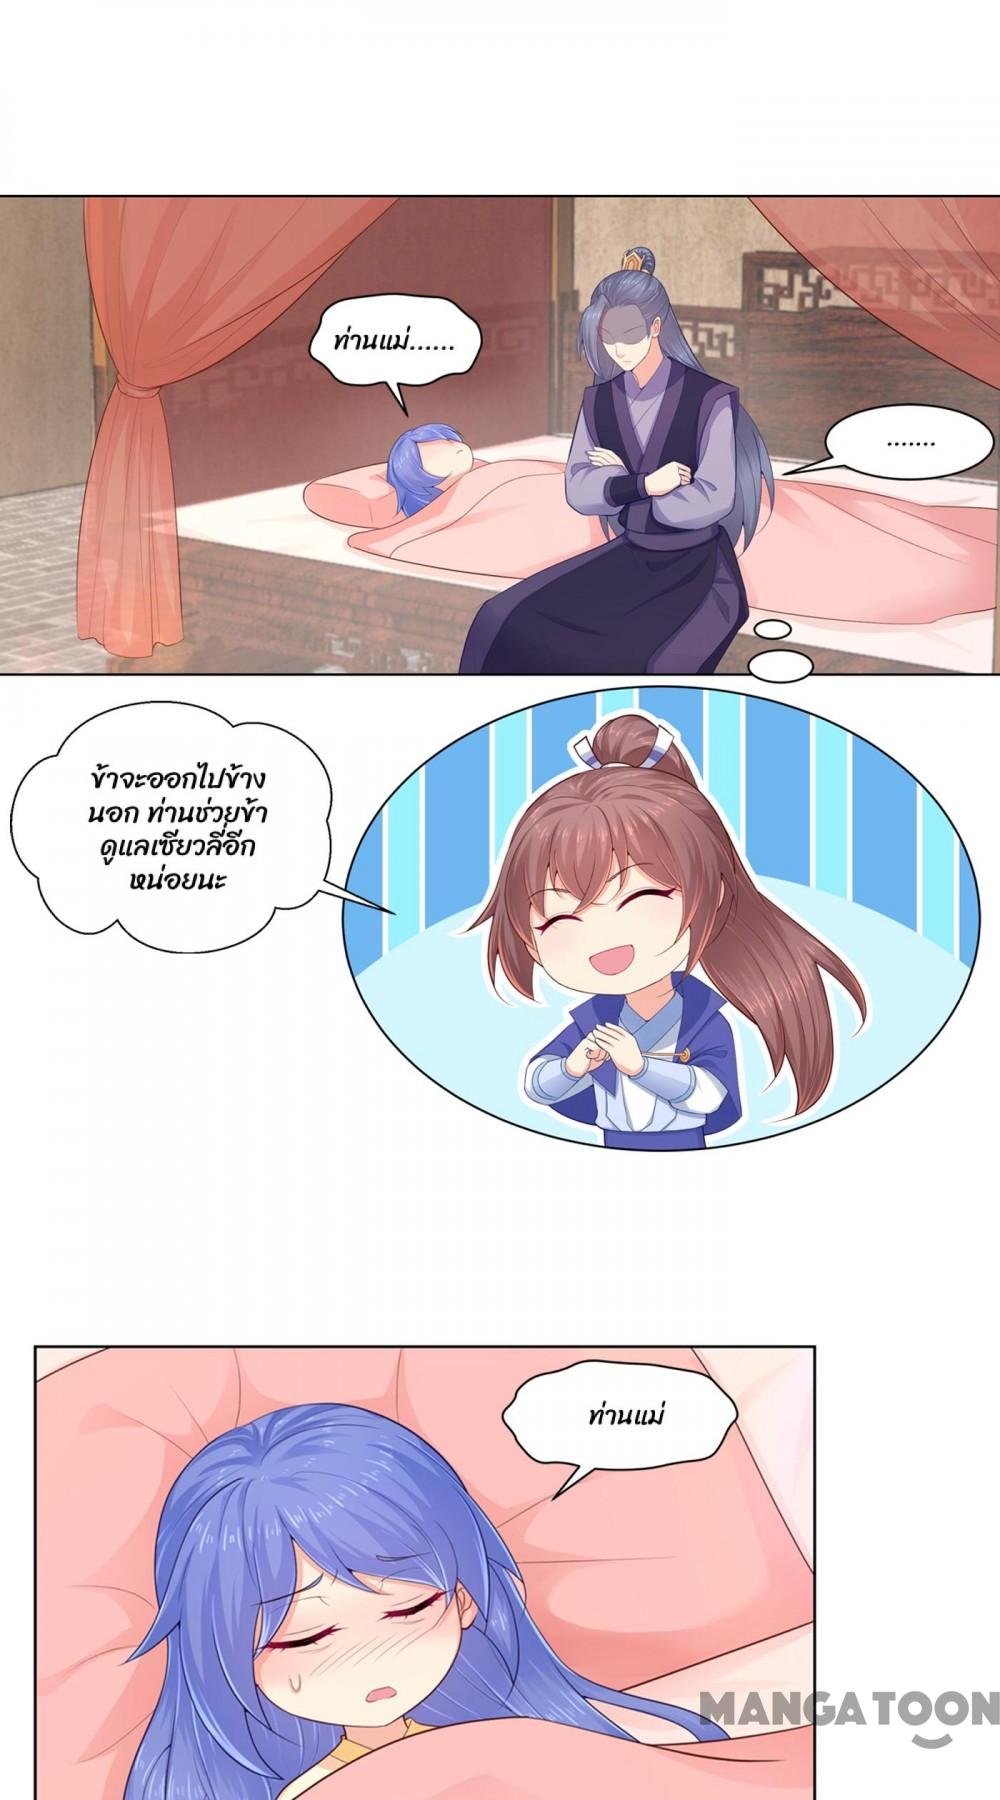 ท่านแม่......
.......
ข้าจะออกไปข้าง
นอก ท่านช่วยข้า
ดูแลเซียวลี่อีก
หน่อยนะ
ท่านแม่
MANGATOON